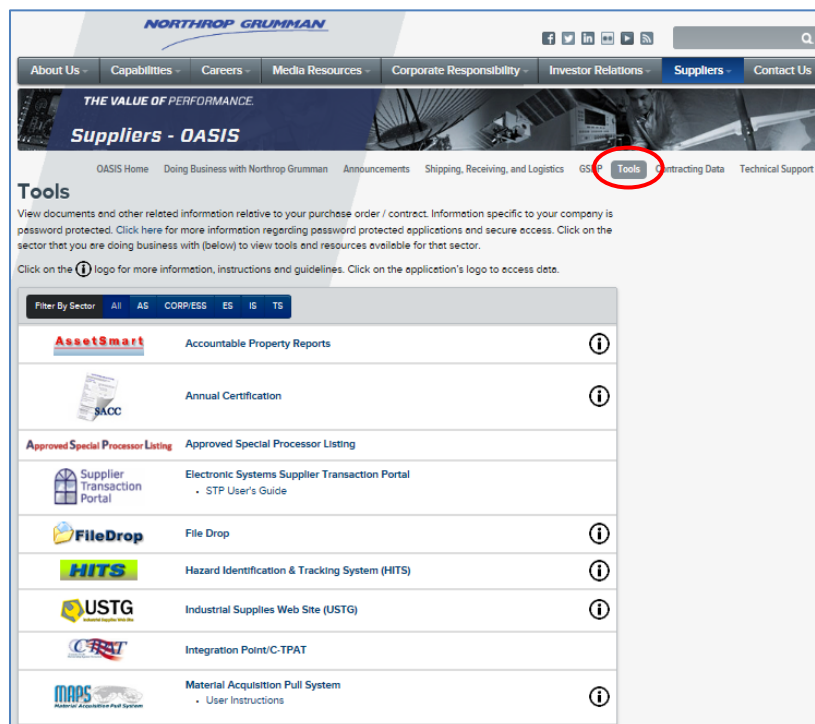 NORTHROP GRUMMAN
About Us Capabilities Careers Media Resources Corporate Responsibility Investor Relations Suppliers Contact Us
THE VALUE OF PERFORMANCE.
Suppliers - OASIS
OASIS Home Doing Business with Northrop Grumman Announcements Shipping, Receiving, and Logistics Tools Contracting Data Technical Support
Tools
View documents and other related information relative to your purchase order / contract. Information specific to your company is
password protected. Click here for more information regarding password protected applications and secure access. Click on the
sector that you are doing business with (below) to view tools and resources available for that sector.
Click on the i logo for more information, instructions and guidelines. Click on the application's logo to access data.
Filter By Sector All AS CORP/ESS ES IS TS
AssetSmart Accountable Property Reports i
SACC Annual Certification i
Approved Special Processor Listing Approved Special Processor Listing
Supplier Transaction Portal Electronic Systems Supplier Transaction Portal
• STP User's Guide
FileDrop File Drop i
HITS Hazard Identification & Tracking System (HITS) i
USTG Industrial Supplies Web Site (USTG) i
Industrial Supplies Web Site
C-TPAT Integration Point/C-TPAT
MAPS Material Acquisition Pull System i
Material Acquisition Pull System • User Instructions